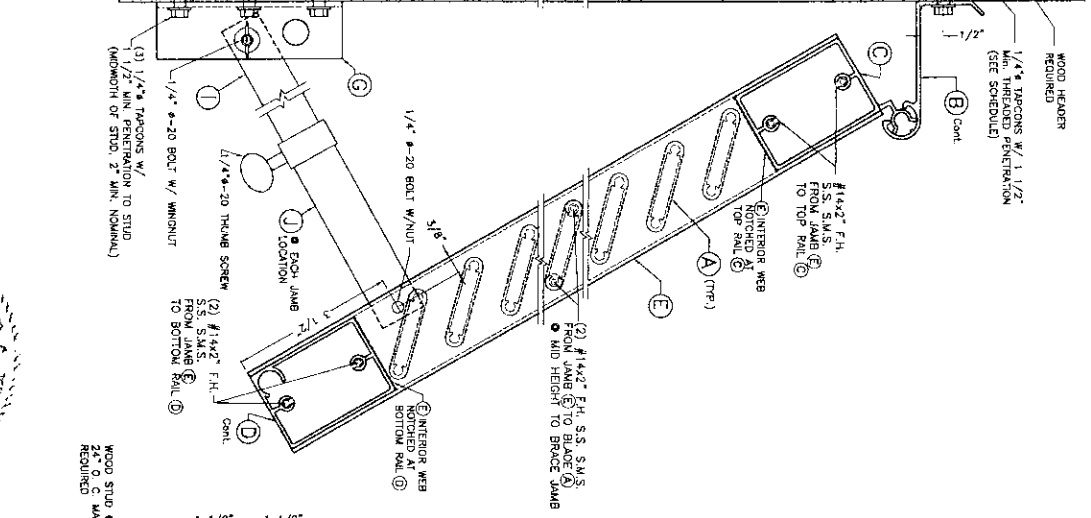 WOOD HEADER
REQUIRED
1/4"ø TAPCONS W/ 1 1/2"
Min. THREADED PENETRATION
(SEE SCHEDULE)
1/2"
B Cont.
C
#14x2" F.H.
S.S. S.M.S.
FROM JAMB E
TO TOP RAIL C
E INTERIOR WEB
NOTCHED AT
TOP RAIL C
A (TYP.)
E
(2) #14x2" F.H. S.S. S.M.S.
FROM JAMB E TO BLADE A
@ MID HEIGHT TO BRACE JAMB
G
I
1/4" ø-20 BOLT W/ WINGNUT
(3) 1/4"ø TAPCONS W/
1 1/2" MIN. PENETRATION TO STUD
(MIDWIDTH OF STUD, 2" MIN. NOMINAL)
1/4" ø-20 BOLT W/NUT
3/8"
1/4"ø-20 THUMB SCREW
J @ EACH JAMB
LOCATION
3 1/2"
(2) #14x2" F.H.
S.S. S.M.S.
FROM JAMB E
TO BOTTOM RAIL D
E INTERIOR WEB
NOTCHED AT
BOTTOM RAIL D
D
Cont.
WOOD STUD
24" O. C. MA
REQUIRED